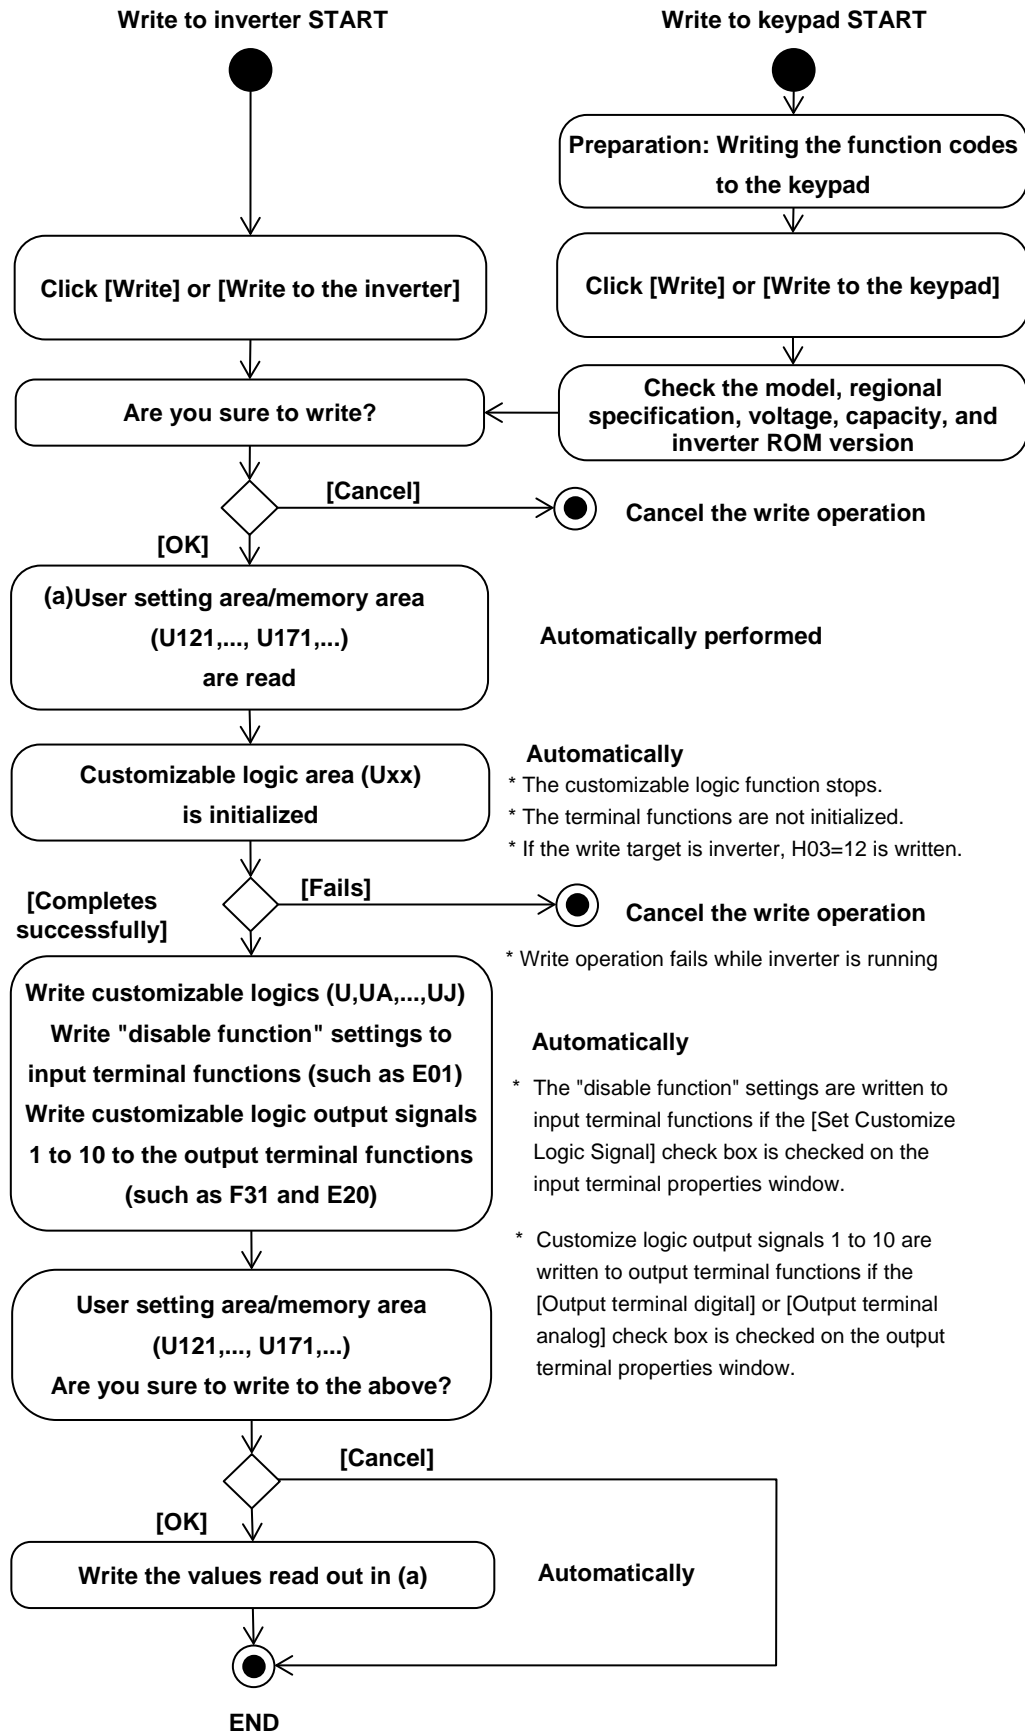 Write to inverter START
Write to keypad START
Preparation: Writing the function codes
to the keypad
Click [Write] or [Write to the inverter]
Click [Write] or [Write to the keypad]
Are you sure to write?
Check the model, regional
specification, voltage, capacity, and
inverter ROM version
[Cancel]
Cancel the write operation
[OK]
(a)User setting area/memory area
(U121,..., U171,...)
are read
Automatically performed
Customizable logic area (Uxx)
is initialized
Automatically
* The customizable logic function stops.
* The terminal functions are not initialized.
* If the write target is inverter, H03=12 is written.
[Fails]
[Completes
successfully]
Cancel the write operation
* Write operation fails while inverter is running
Write customizable logics (U,UA,...,UJ)
Write "disable function" settings to
input terminal functions (such as E01)
Write customizable logic output signals
1 to 10 to the output terminal functions
(such as F31 and E20)
Automatically
* The "disable function" settings are written to
input terminal functions if the [Set Customize
Logic Signal] check box is checked on the
input terminal properties window.
* Customize logic output signals 1 to 10 are
written to output terminal functions if the
[Output terminal digital] or [Output terminal
analog] check box is checked on the output
terminal properties window.
User setting area/memory area
(U121,..., U171,...)
Are you sure to write to the above?
[Cancel]
[OK]
Write the values read out in (a)
Automatically
END